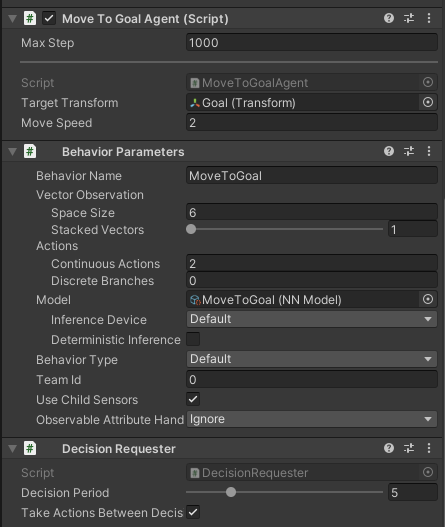 Move To Goal Agent (Script)
Max Step 1000
Script MoveToGoalAgent
Target Transform Goal (Transform)
Move Speed 2
Behavior Parameters
Behavior Name MoveToGoal
Vector Observation
Space Size 6
Stacked Vectors 1
Actions
Continuous Actions 2
Discrete Branches 0
Model MoveToGoal (NN Model)
Inference Device Default
Deterministic Inference
Behavior Type Default
Team Id 0
Use Child Sensors
Observable Attribute Hand Ignore
Decision Requester
Script DecisionRequester
Decision Period 5
Take Actions Between Decis